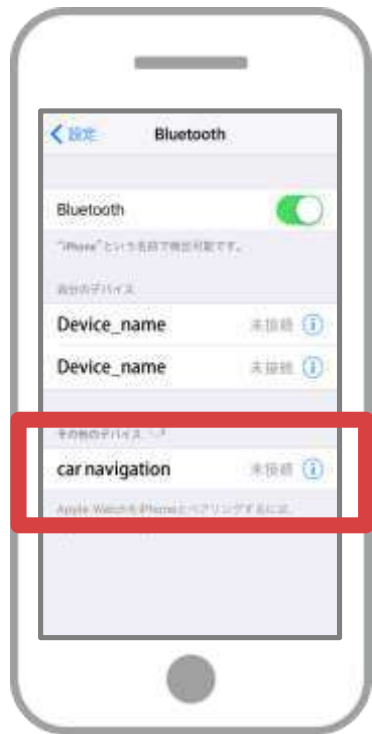 設定 Bluetooth
Bluetooth
"iPhone"という名前で検出可能です。
自分のデバイス
Device_name 未接続
Device_name 未接続
その他のデバイス
car navigation 未接続
Apple WatchをiPhoneとペアリングするには、